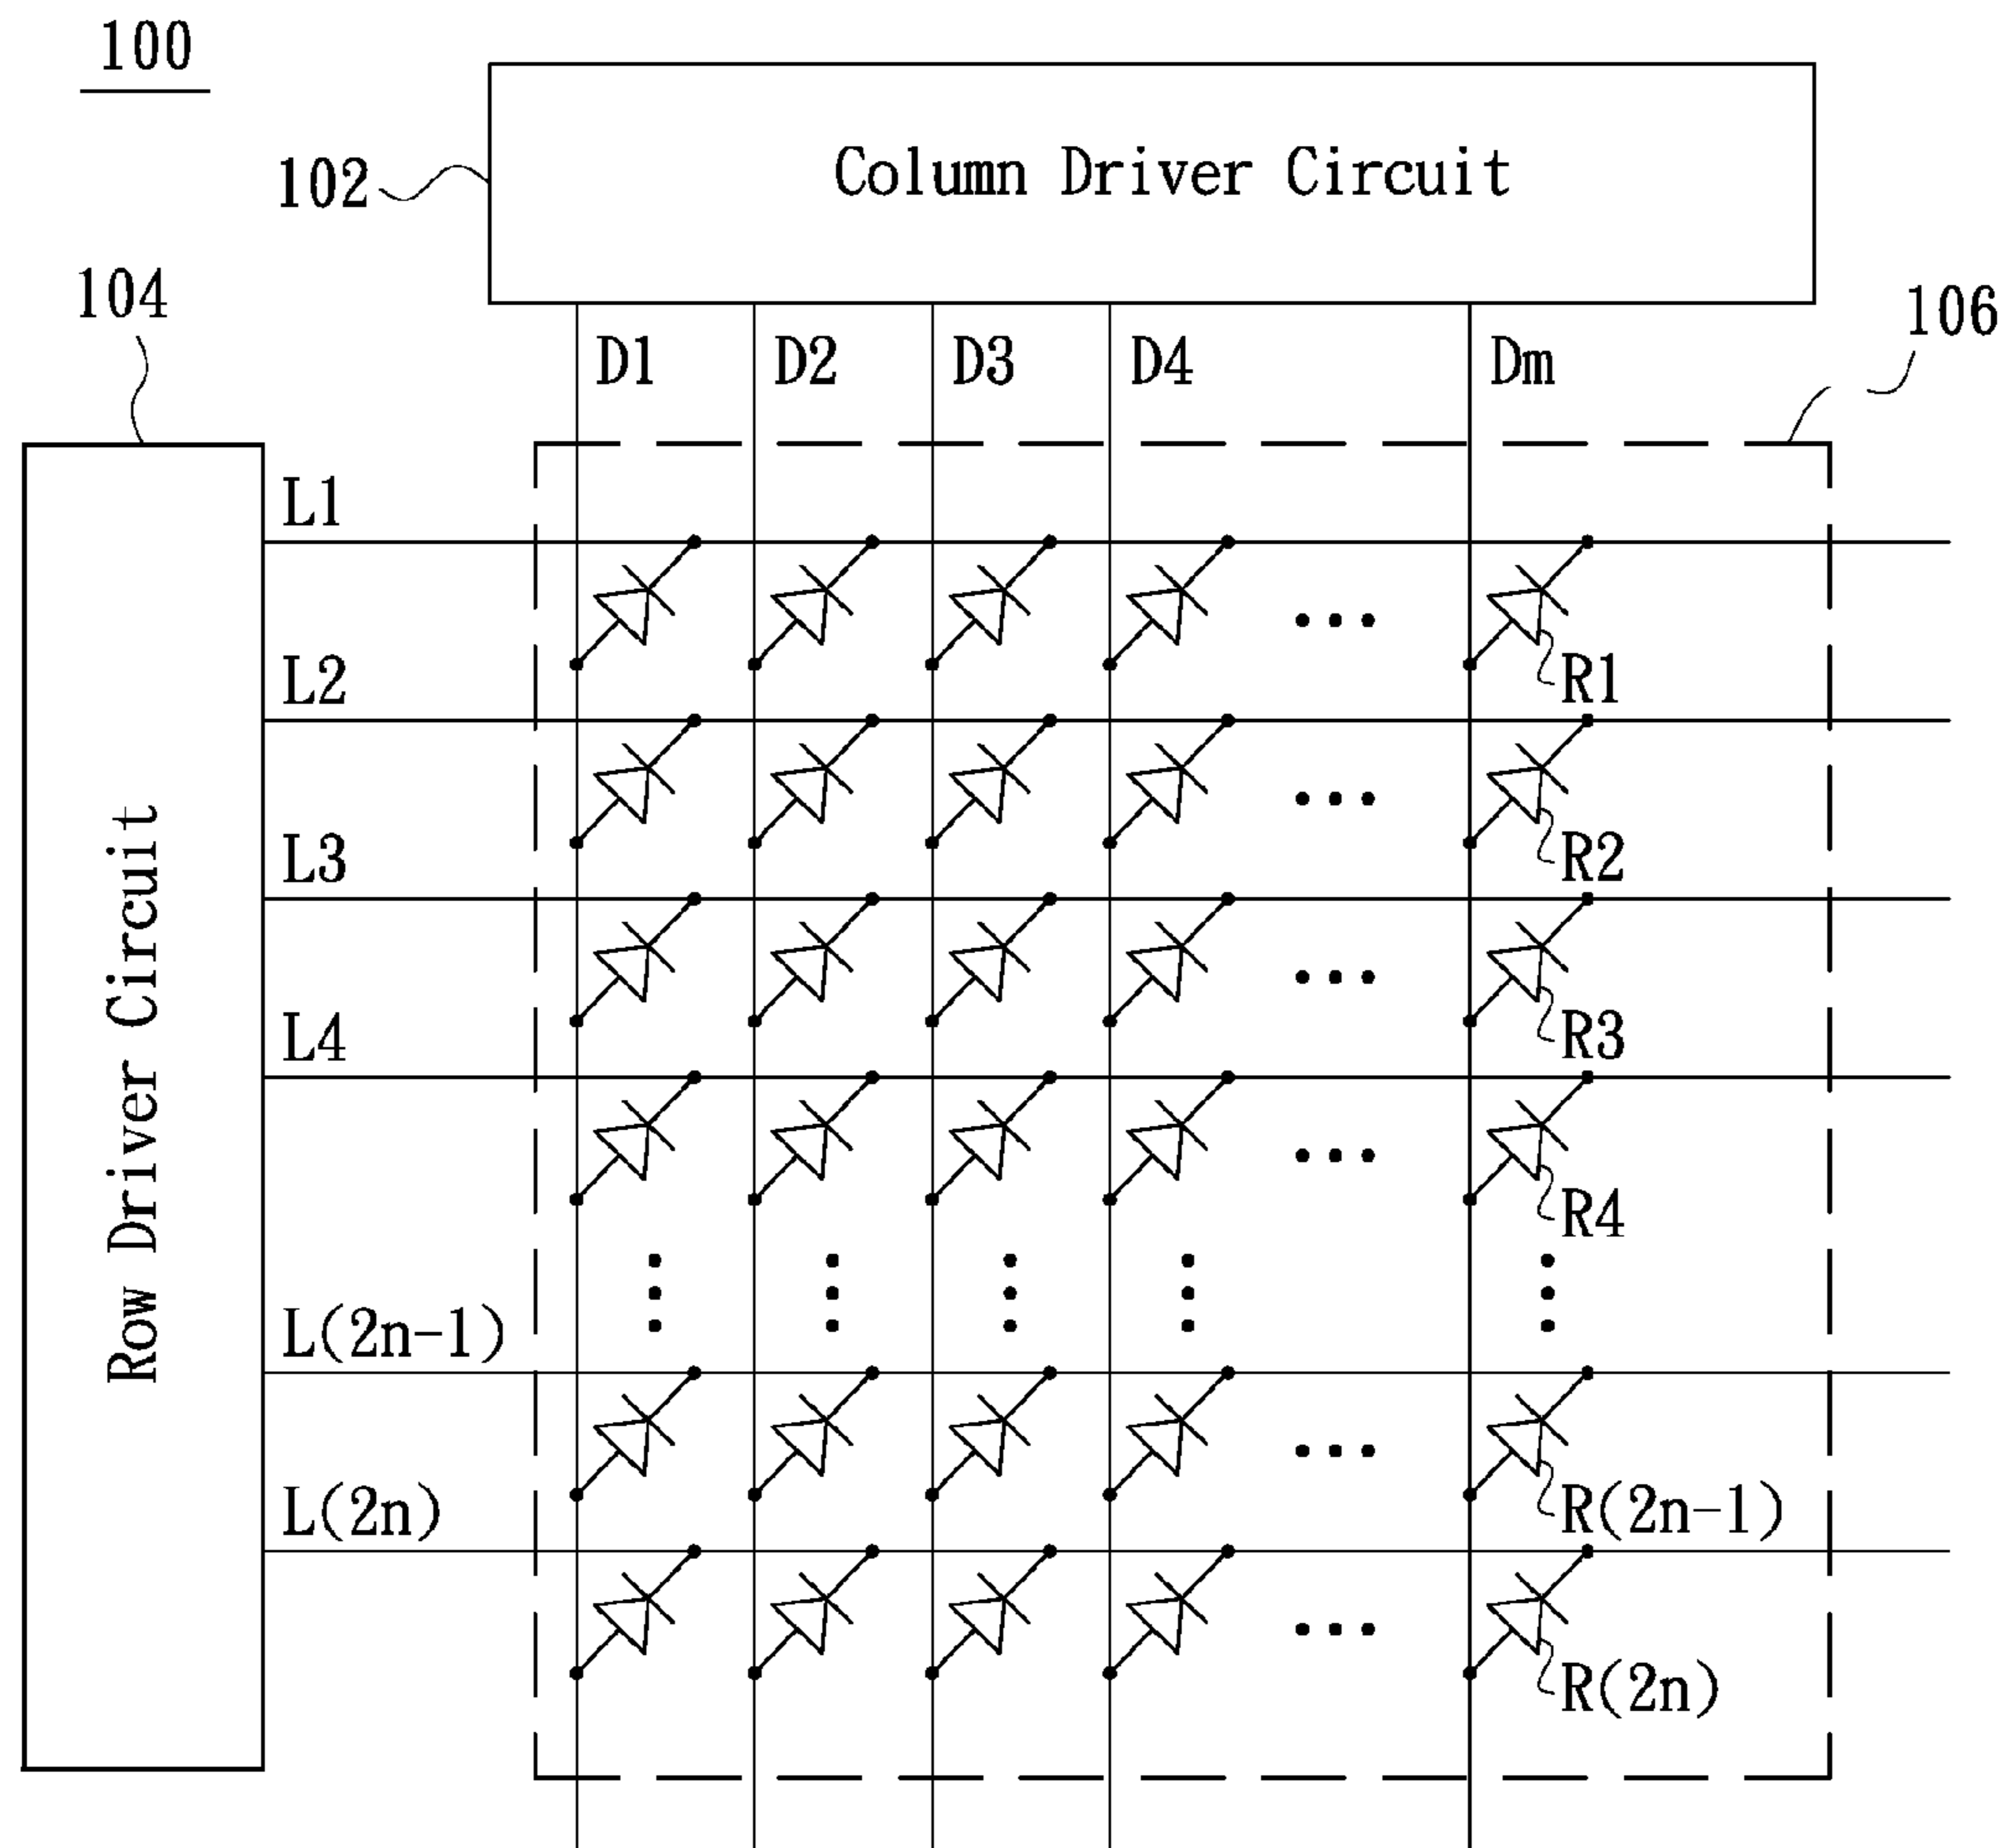 100
102
Column Driver Circuit
104
106
D1 D2 D3 D4 Dm
L1
R1
L2
R2
L3
R3
L4
R4
Row Driver Circuit
L(2n-1)
R(2n-1)
L(2n)
R(2n)